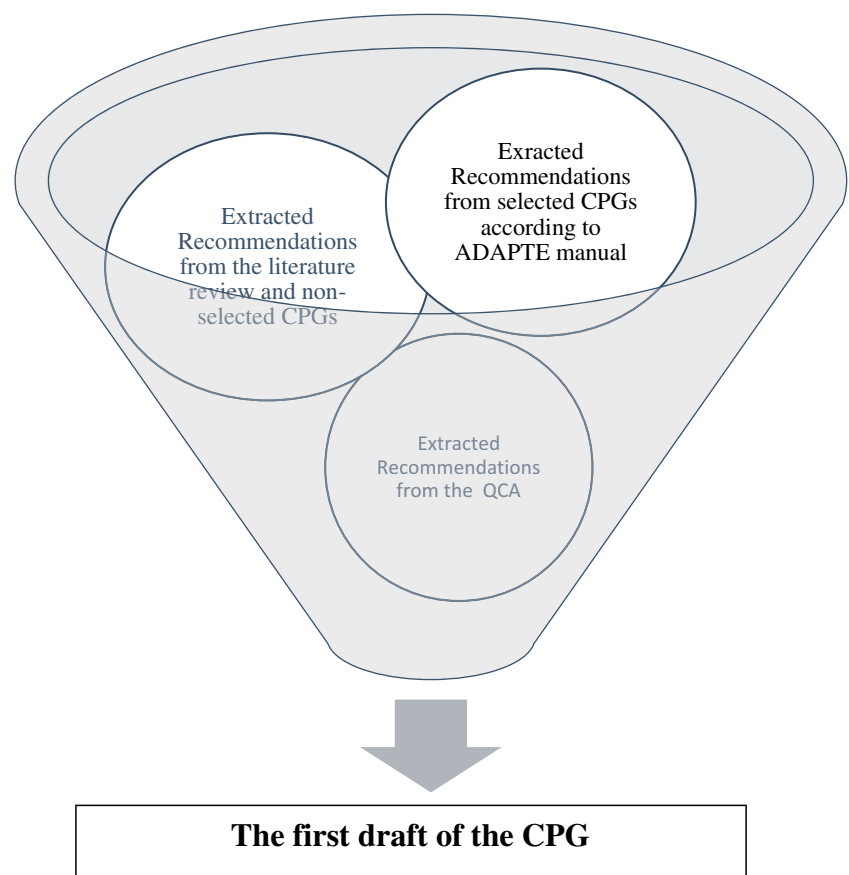 Exracted
Recommendations
from selected CPGs
according to
ADAPTE manual
Extracted
Recommendations
from the literature
review and non-
selected CPGs
Extracted
Recommendations
from the QCA
The first draft of the CPG